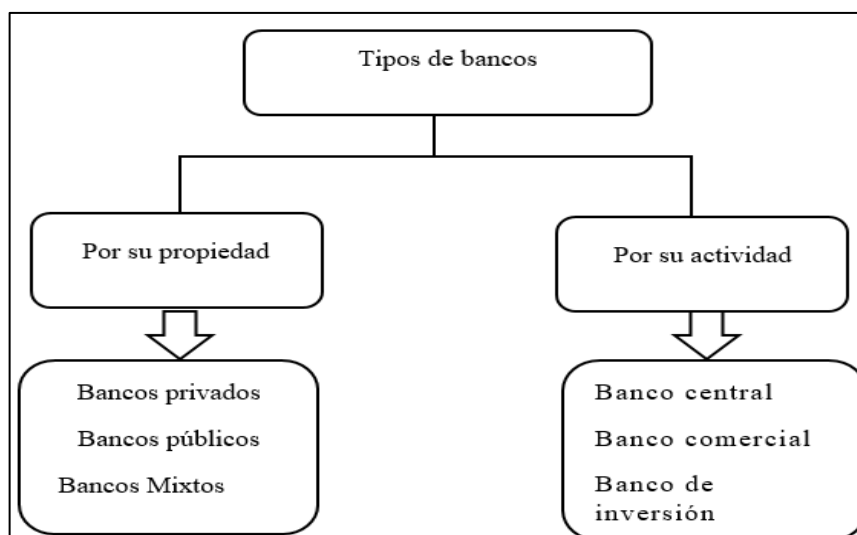 Tipos de bancos
Por su propiedad
Por su actividad
Bancos privados
Bancos públicos
Bancos Mixtos
Banco central
Banco comercial
Banco de
inversión